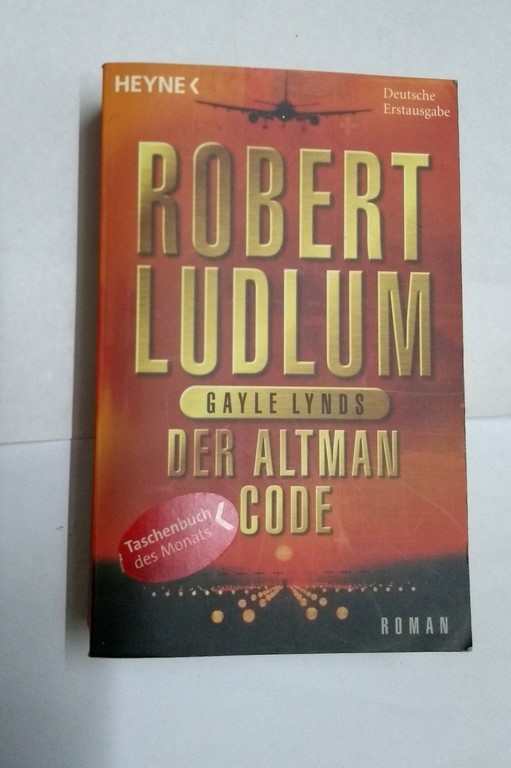 HEYNE
Deutsche
Erstausgabe
ROBERT
LUDLUM
GAYLE LYNDS
DER ALTMAN
CODE
Taschenbuch
des Monats
ROMAN